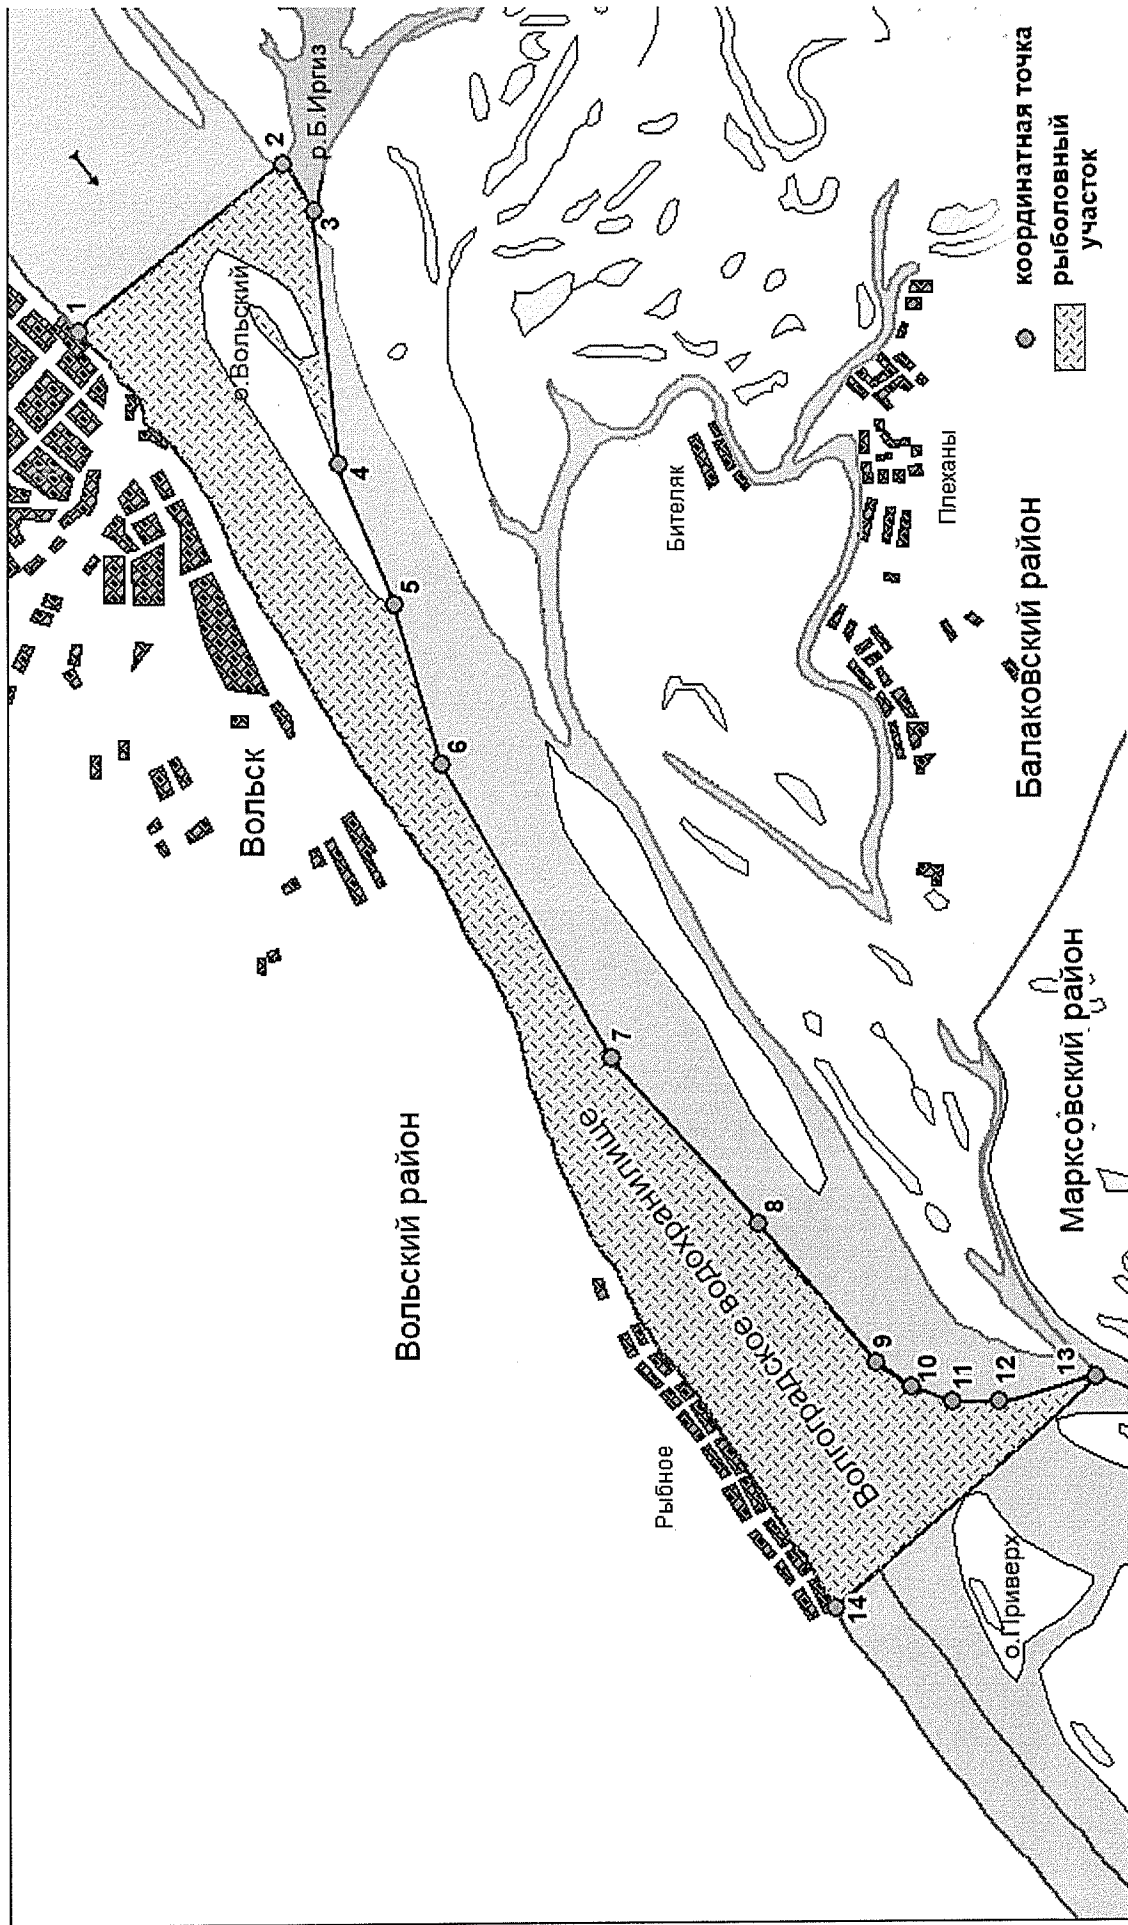 1
2
р.Б.Иргиз
3
о.Вольский
4
5
6
Вольск
7
Вольский район
Волгоградское водохранилище
8
9
10
11
12
13
14
Рыбное
о.Приверх
Бителяк
Плеханы
Балаковский район
Марксовский район
координатная точка
рыболовный
участок